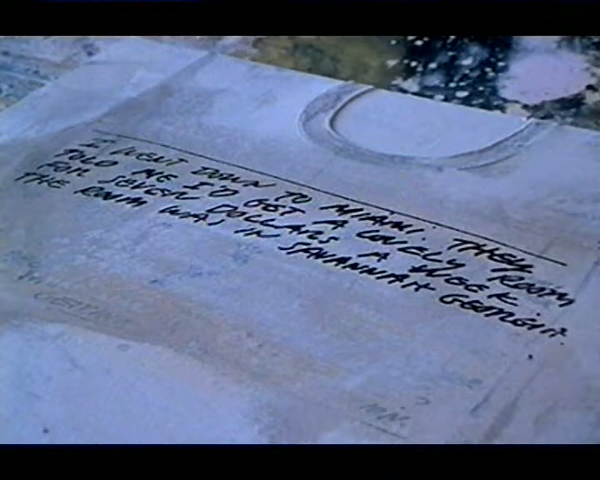 I WENT DOWN TO MIAMI. THEY
TOLD ME I'D GET A LOVELY ROOM
FOR SEVEN DOLLARS A WEEK.
THE ROOM WAS IN SAVANNAH GEORGIA.